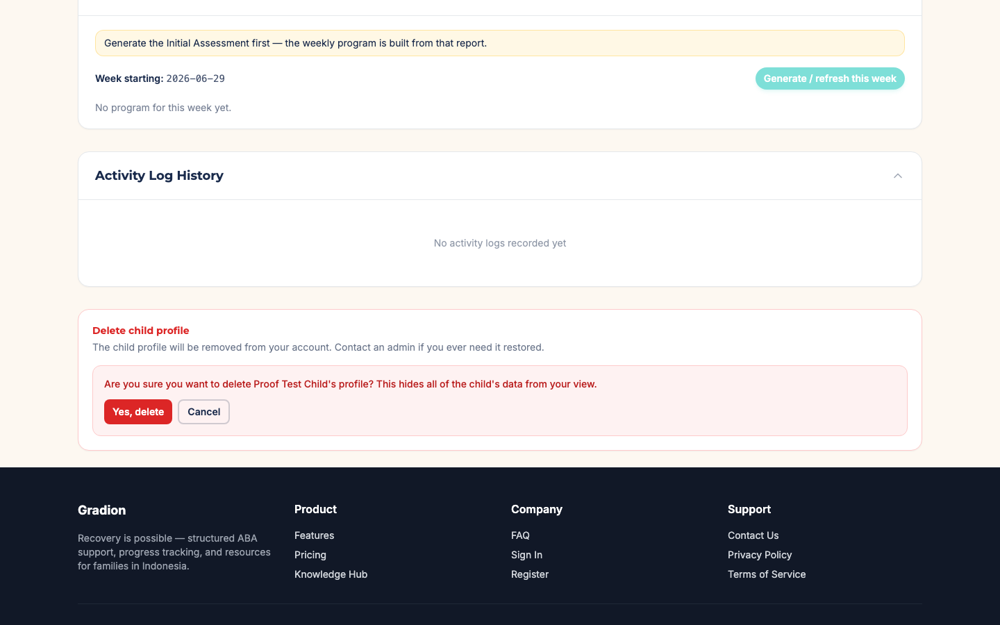 Generate the Initial Assessment first — the weekly program is built from that report.
Week starting: 2026-06-29
Generate / refresh this week
No program for this week yet.
Activity Log History
No activity logs recorded yet
Delete child profile
The child profile will be removed from your account. Contact an admin if you ever need it restored.
Are you sure you want to delete Proof Test Child's profile? This hides all of the child's data from your view.
Yes, delete
Cancel
Gradion
Recovery is possible — structured ABA
support, progress tracking, and resources
for families in Indonesia.
Product
Features
Pricing
Knowledge Hub
Company
FAQ
Sign In
Register
Support
Contact Us
Privacy Policy
Terms of Service